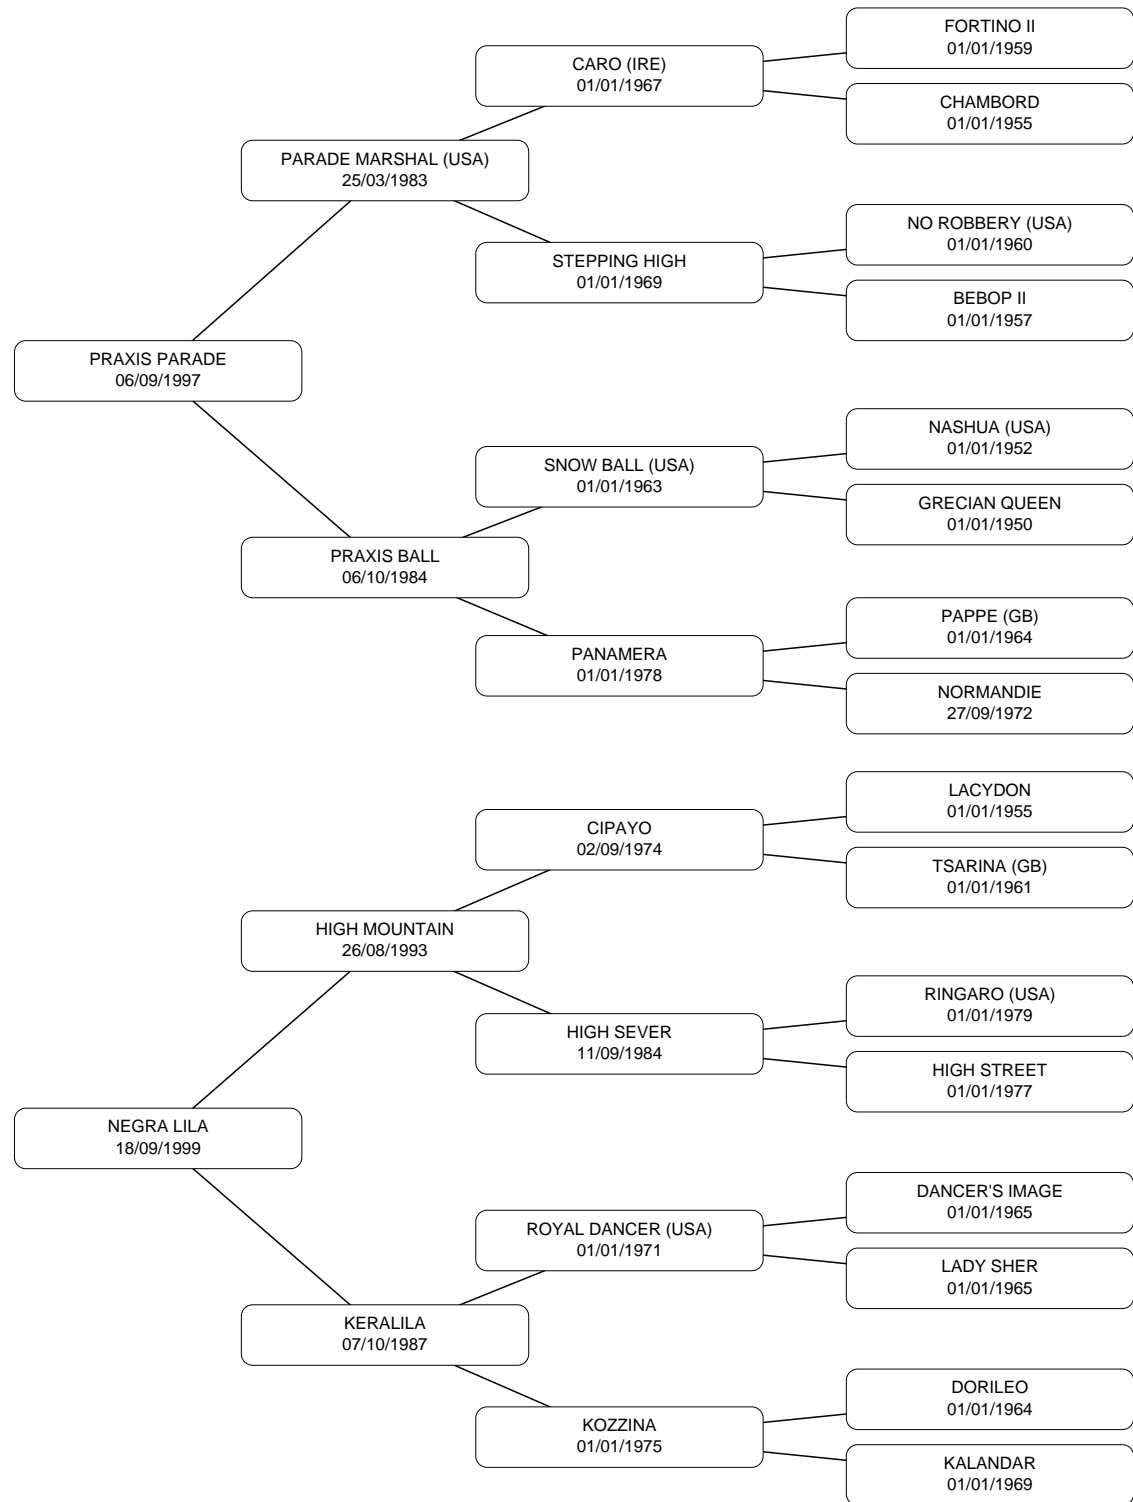 FORTINO II
01/01/1959
CARO (IRE)
01/01/1967
CHAMBORD
01/01/1955
PARADE MARSHAL (USA)
25/03/1983
NO ROBBERY (USA)
01/01/1960
STEPPING HIGH
01/01/1969
BEBOP II
01/01/1957
PRAXIS PARADE
06/09/1997
NASHUA (USA)
01/01/1952
SNOW BALL (USA)
01/01/1963
GRECIAN QUEEN
01/01/1950
PRAXIS BALL
06/10/1984
PAPPE (GB)
01/01/1964
PANAMERA
01/01/1978
NORMANDIE
27/09/1972
LACYDON
01/01/1955
CIPAYO
02/09/1974
TSARINA (GB)
01/01/1961
HIGH MOUNTAIN
26/08/1993
RINGARO (USA)
01/01/1979
HIGH SEVER
11/09/1984
HIGH STREET
01/01/1977
NEGRA LILA
18/09/1999
DANCER'S IMAGE
01/01/1965
ROYAL DANCER (USA)
01/01/1971
LADY SHER
01/01/1965
KERALILA
07/10/1987
DORILEO
01/01/1964
KOZZINA
01/01/1975
KALANDAR
01/01/1969